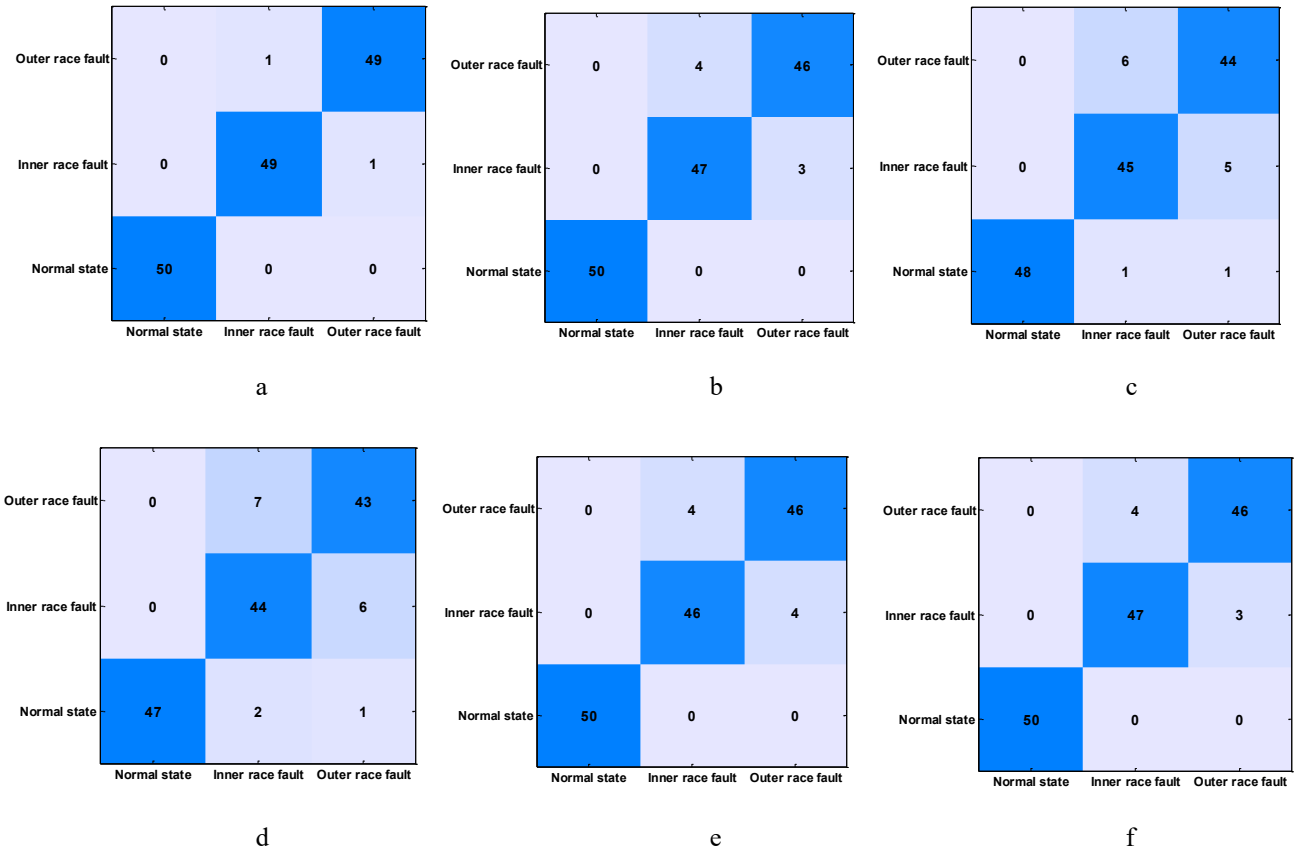 Outer race fault 0 1 49
Inner race fault 0 49 1
Normal state 50 0 0
Normal state Inner race fault Outer race fault
a
Outer race fault 0 4 46
Inner race fault 0 47 3
Normal state 50 0 0
Normal state Inner race fault Outer race fault
b
Outer race fault 0 6 44
Inner race fault 0 45 5
Normal state 48 1 1
Normal state Inner race fault Outer race fault
c
Outer race fault 0 7 43
Inner race fault 0 44 6
Normal state 47 2 1
Normal state Inner race fault Outer race fault
d
Outer race fault 0 4 46
Inner race fault 0 46 4
Normal state 50 0 0
Normal state Inner race fault Outer race fault
e
Outer race fault 0 4 46
Inner race fault 0 47 3
Normal state 50 0 0
Normal state Inner race fault Outer race fault
f